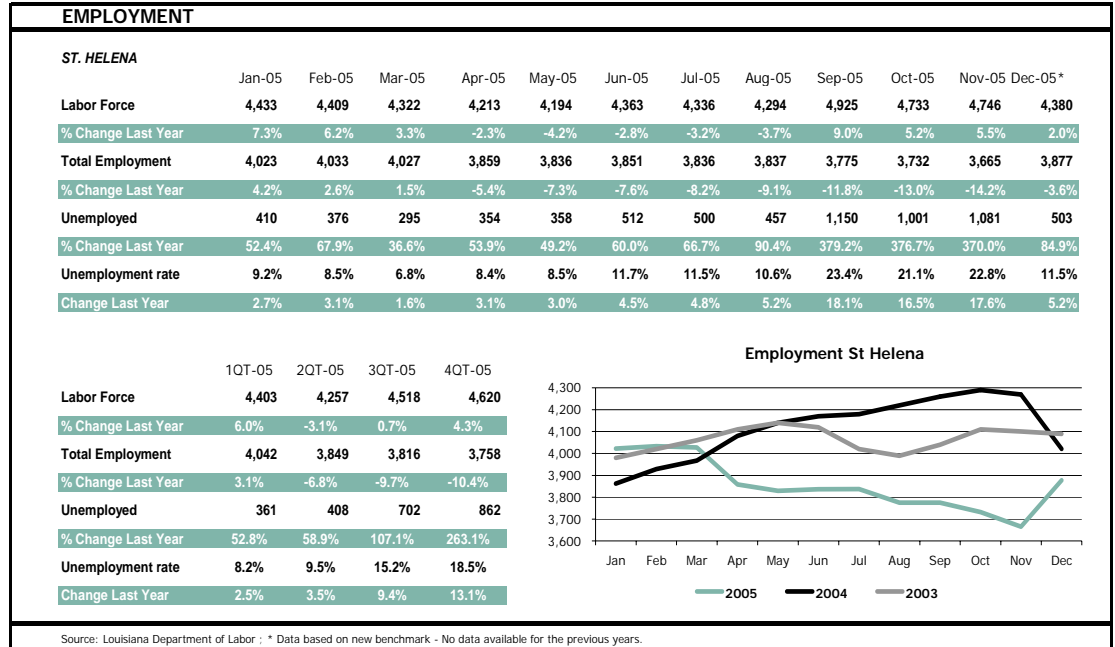 EMPLOYMENT
ST. HELENA
Jan-05 Feb-05 Mar-05 Apr-05 May-05 Jun-05 Jul-05 Aug-05 Sep-05 Oct-05 Nov-05 Dec-05*
Labor Force 4,433 4,409 4,322 4,213 4,194 4,363 4,336 4,294 4,925 4,733 4,746 4,380
% Change Last Year 7.3% 6.2% 3.3% -2.3% -4.2% -2.8% -3.2% -3.7% 9.0% 5.2% 5.5% 2.0%
Total Employment 4,023 4,033 4,027 3,859 3,836 3,851 3,836 3,837 3,775 3,732 3,665 3,877
% Change Last Year 4.2% 2.6% 1.5% -5.4% -7.3% -7.6% -8.2% -9.1% -11.8% -13.0% -14.2% -3.6%
Unemployed 410 376 295 354 358 512 500 457 1,150 1,001 1,081 503
% Change Last Year 52.4% 67.9% 36.6% 53.9% 49.2% 60.0% 66.7% 90.4% 379.2% 376.7% 370.0% 84.9%
Unemployment rate 9.2% 8.5% 6.8% 8.4% 8.5% 11.7% 11.5% 10.6% 23.4% 21.1% 22.8% 11.5%
Change Last Year 2.7% 3.1% 1.6% 3.1% 3.0% 4.5% 4.8% 5.2% 18.1% 16.5% 17.6% 5.2%
1QT-05 2QT-05 3QT-05 4QT-05
Labor Force 4,403 4,257 4,518 4,620
% Change Last Year 6.0% -3.1% 0.7% 4.3%
Total Employment 4,042 3,849 3,816 3,758
% Change Last Year 3.1% -6.8% -9.7% -10.4%
Unemployed 361 408 702 862
% Change Last Year 52.8% 58.9% 107.1% 263.1%
Unemployment rate 8.2% 9.5% 15.2% 18.5%
Change Last Year 2.5% 3.5% 9.4% 13.1%
Employment St Helena
4,300
4,200
4,100
4,000
3,900
3,800
3,700
3,600
Jan Feb Mar Apr May Jun Jul Aug Sep Oct Nov Dec
2005 2004 2003
Source: Louisiana Department of Labor ; * Data based on new benchmark - No data available for the previous years.